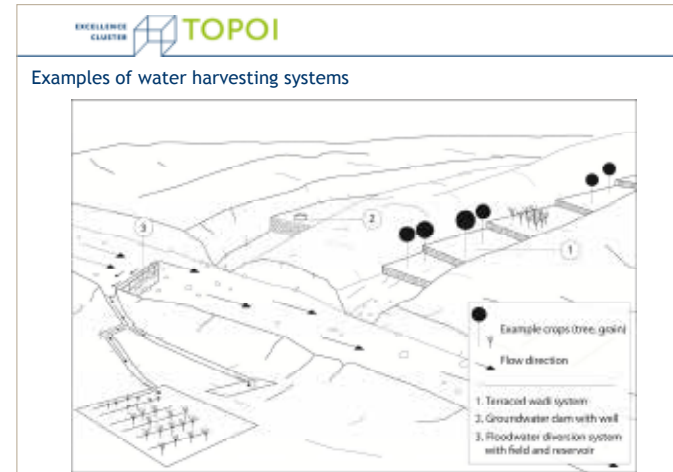 EXCELLENCE
CLUSTER
TOPOI
Examples of water harvesting systems
3
2
1
Example crops (tree, grain)
Flow direction
1. Terraced wadi system
2. Groundwater dam with well
3. Floodwater diversion system
with field and reservoir